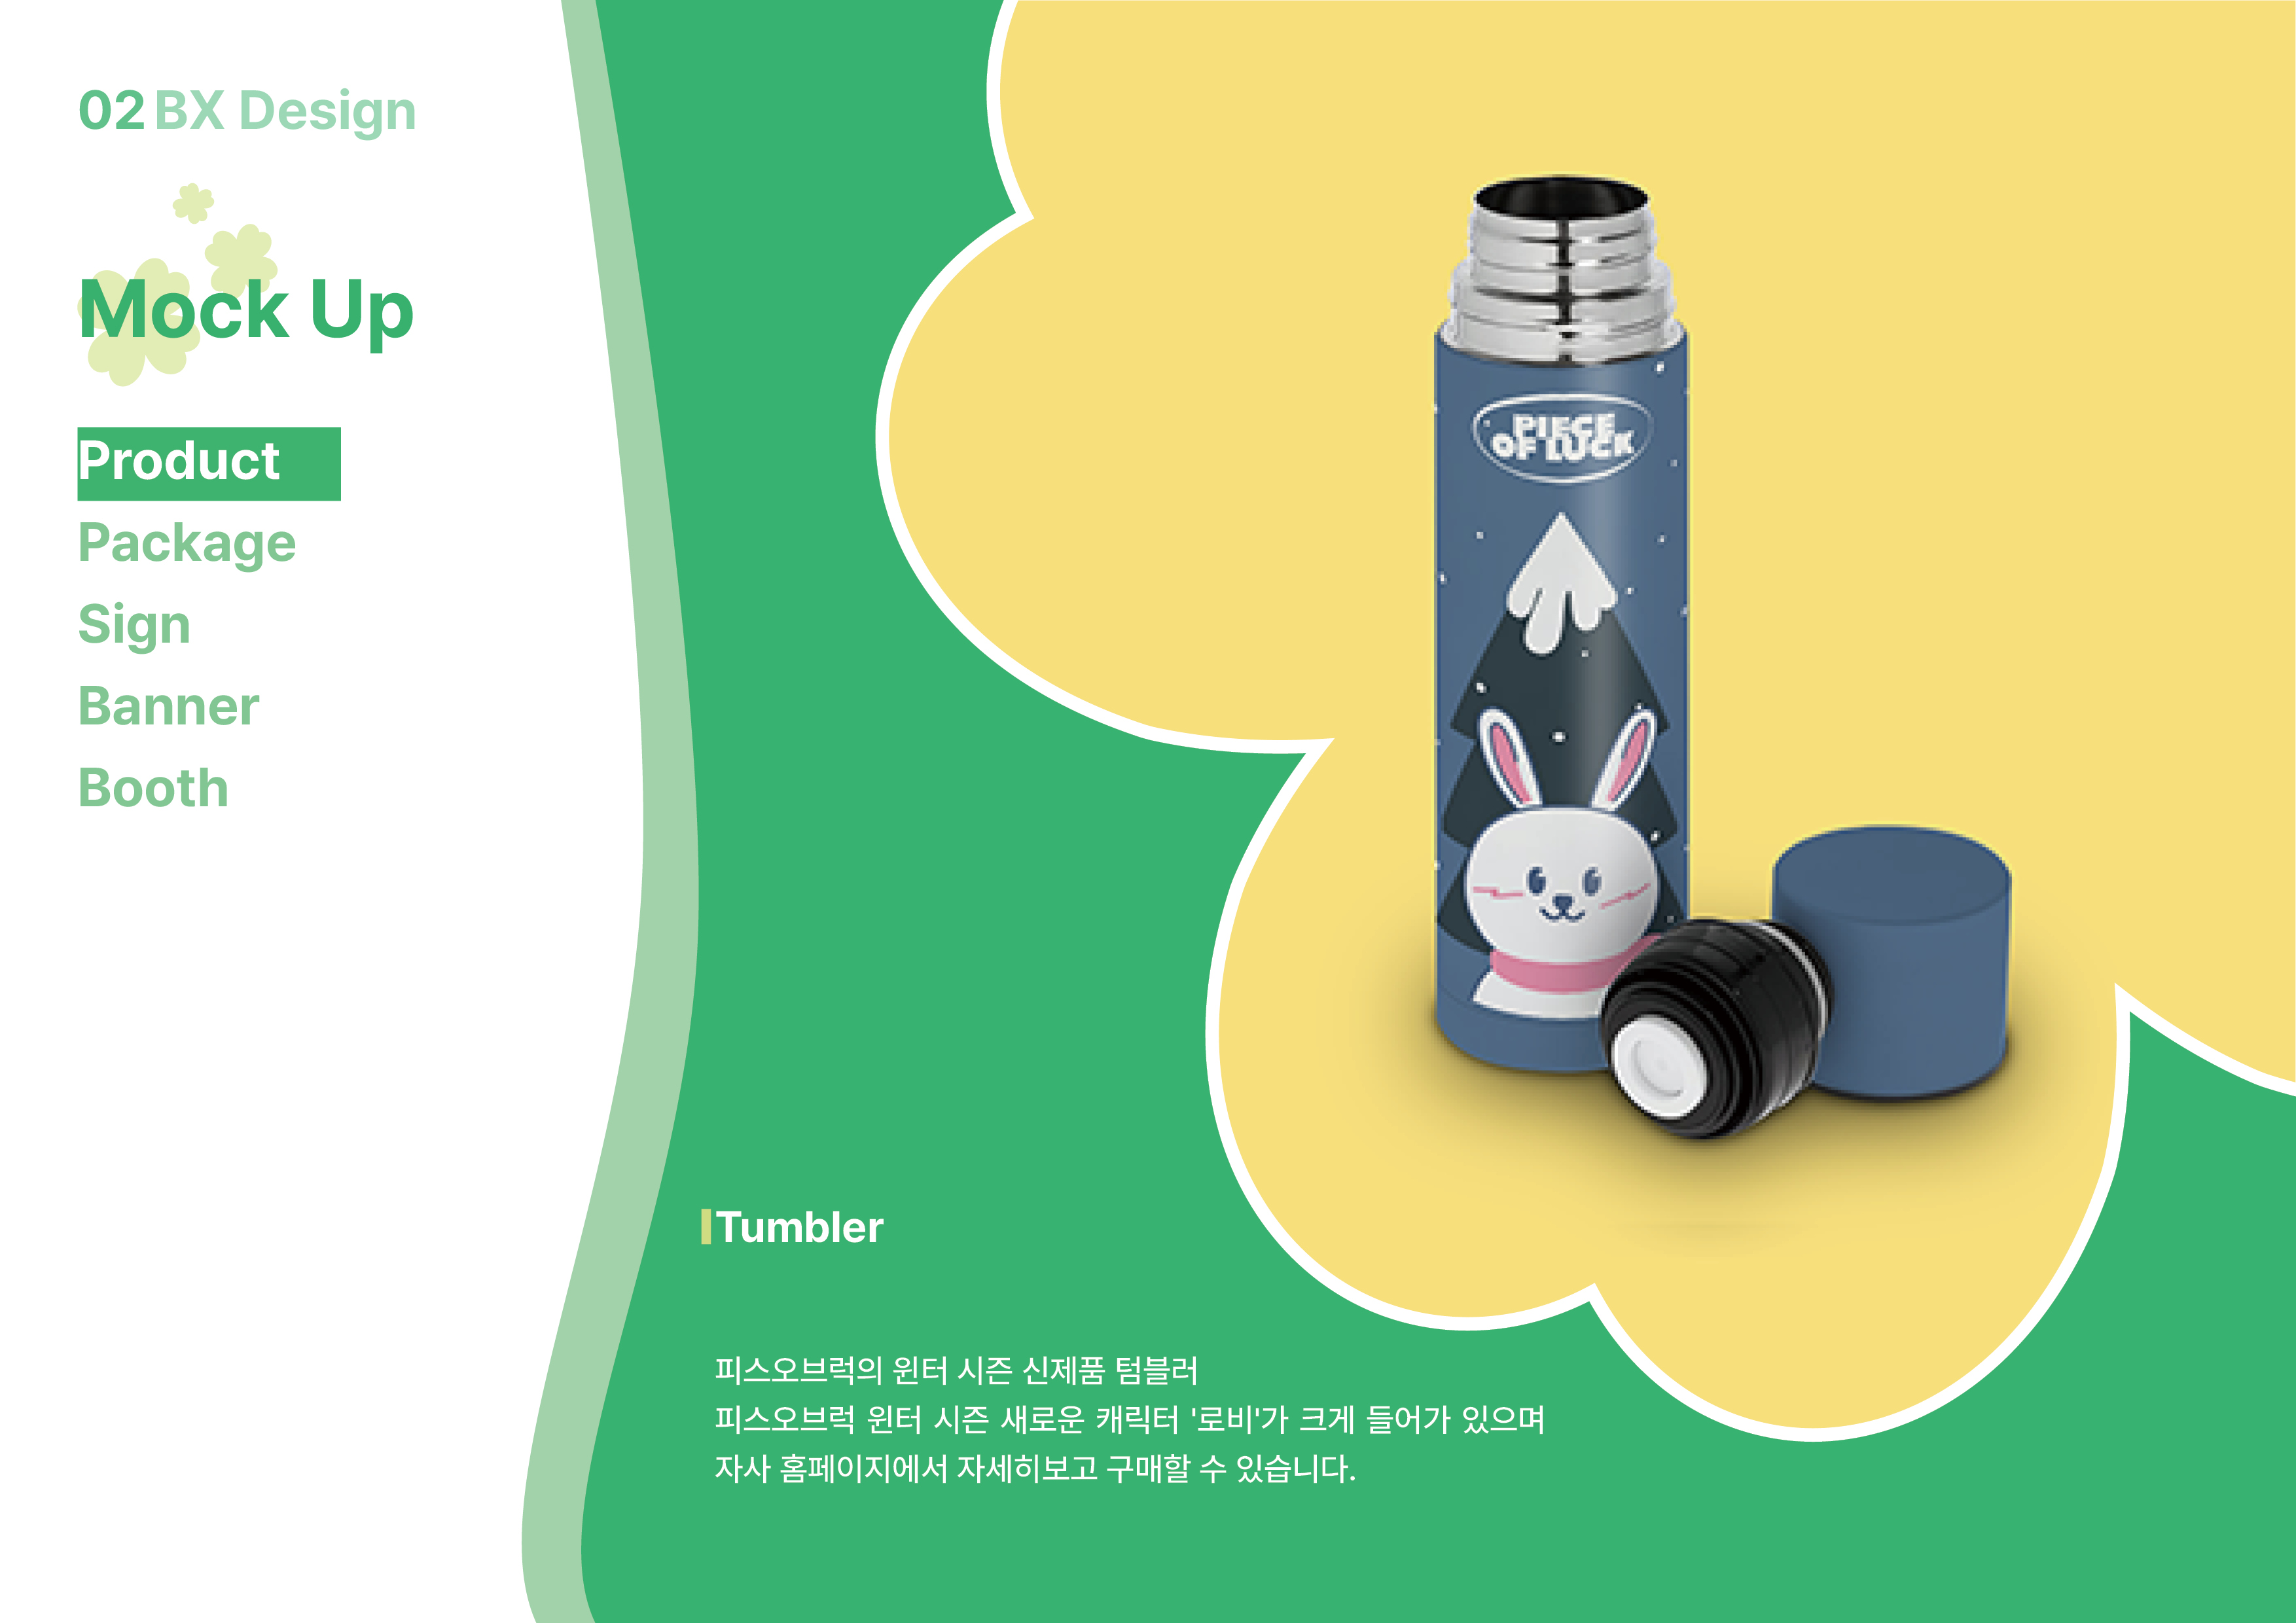 02 BX Design
Mock Up
Product
Package
Sign
Banner
Booth
PIECE
OF LUCK
Tumbler
피스오브럭의 윈터 시즌 신제품 텀블러
피스오브럭 윈터 시즌 새로운 캐릭터 '로비'가 크게 들어가 있으며
자사 홈페이지에서 자세히보고 구매할 수 있습니다.